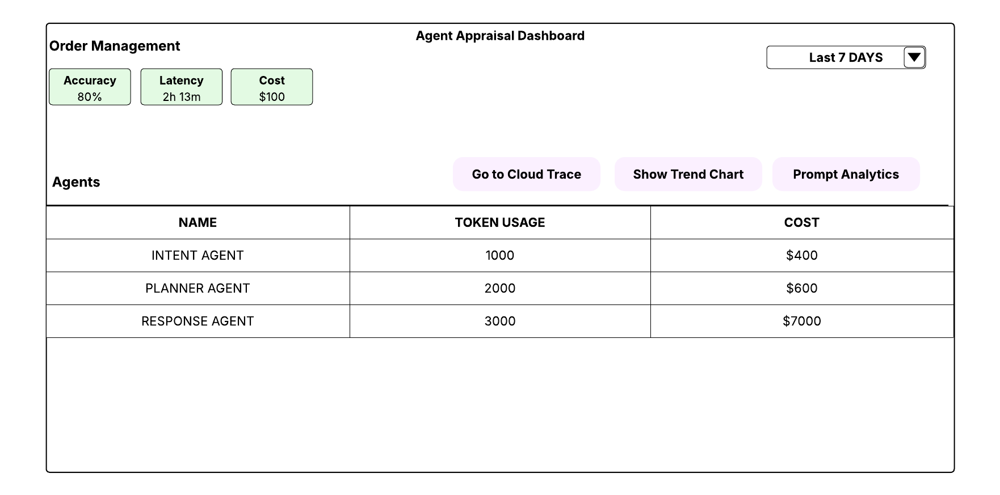 Agent Appraisal Dashboard
Order Management
Last 7 DAYS
Accuracy
80%
Latency
2h 13m
Cost
$100
Agents
Go to Cloud Trace
Show Trend Chart
Prompt Analytics
NAME TOKEN USAGE COST
INTENT AGENT 1000 $400
PLANNER AGENT 2000 $600
RESPONSE AGENT 3000 $7000